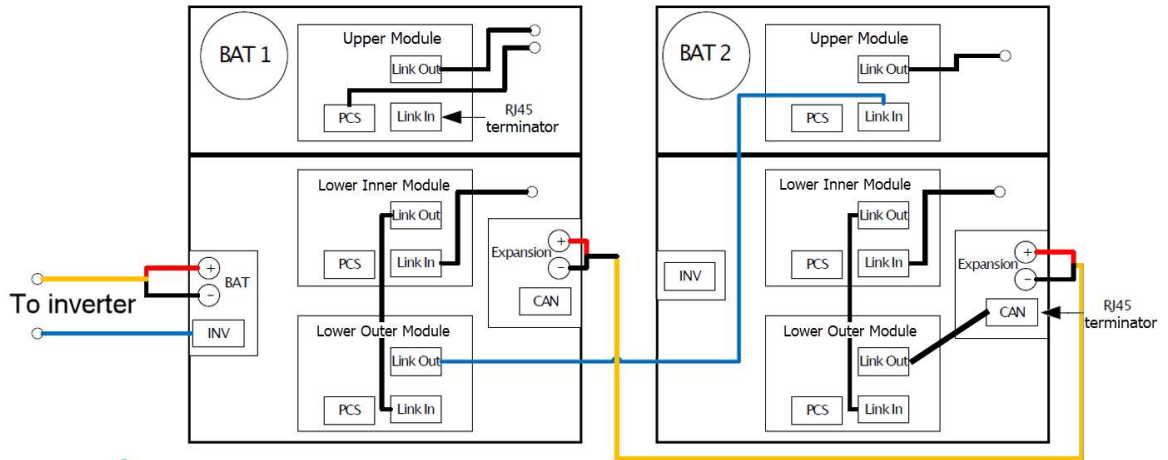 BAT 1
Upper Module
Link Out
PCS
Link In
RJ45
terminator
Lower Inner Module
Link Out
PCS
Link In
Expansion
+
−
CAN
+
BAT
−
INV
To inverter
Lower Outer Module
Link Out
PCS
Link In
BAT 2
Upper Module
Link Out
PCS
Link In
Lower Inner Module
Link Out
PCS
Link In
INV
Expansion
+
−
CAN
RJ45
terminator
Lower Outer Module
Link Out
PCS
Link In